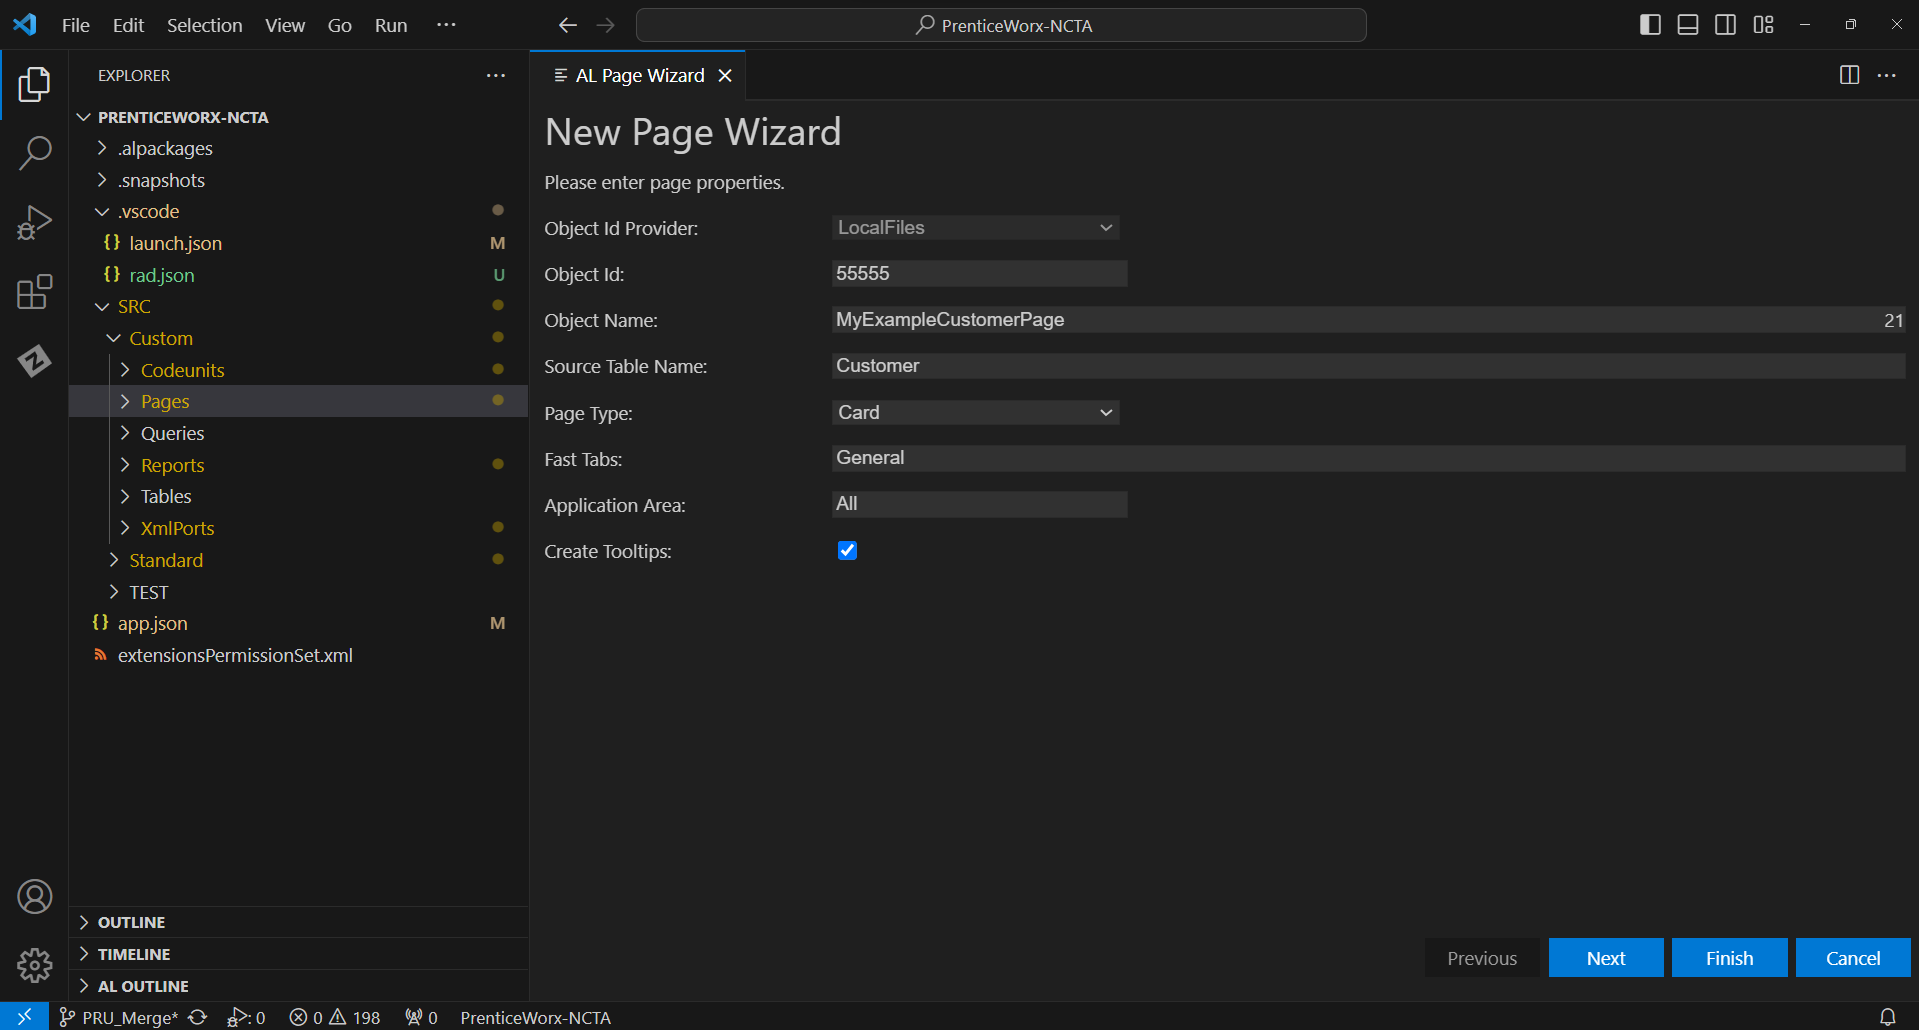 File Edit Selection View Go Run ···
PrenticeWorx-NCTA
EXPLORER ···
PRENTICEWORX-NCTA
.alpackages
.snapshots
.vscode
{} launch.json M
{} rad.json U
SRC
Custom
Codeunits
Pages
Queries
Reports
Tables
XmlPorts
Standard
TEST
{} app.json M
extensionsPermissionSet.xml
OUTLINE
TIMELINE
AL OUTLINE
AL Page Wizard
New Page Wizard
Please enter page properties.
Object Id Provider: LocalFiles
Object Id: 55555
Object Name: MyExampleCustomerPage 21
Source Table Name: Customer
Page Type: Card
Fast Tabs: General
Application Area: All
Create Tooltips:
Previous Next Finish Cancel
PRU_Merge* : 0 0 198 0 PrenticeWorx-NCTA